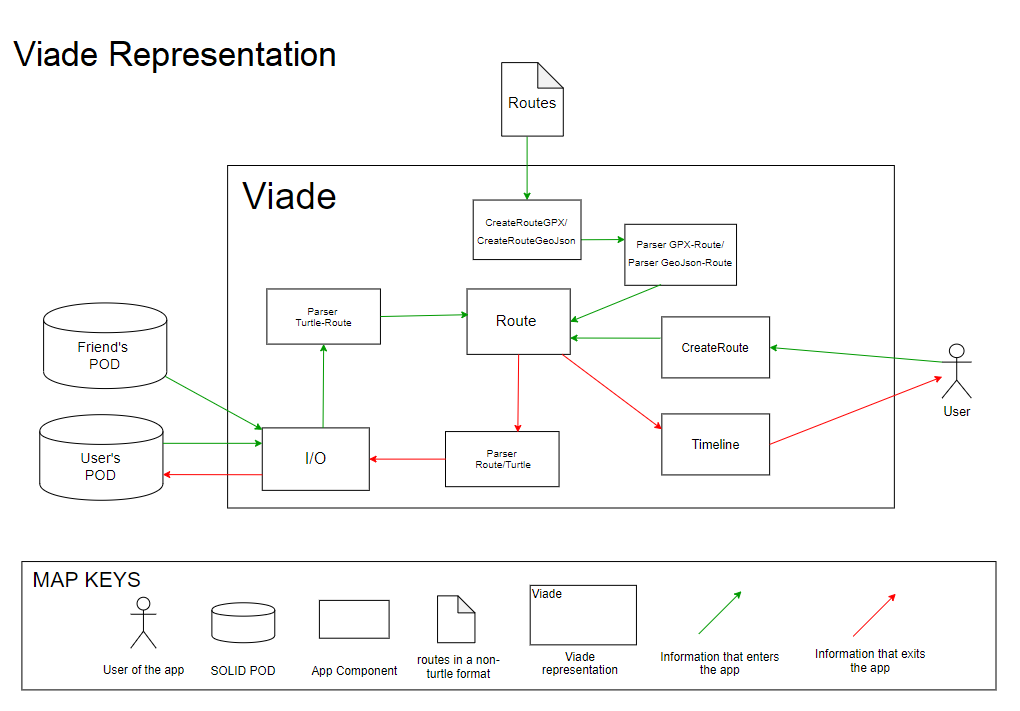 Viade Representation
Routes
Viade
CreateRouteGPX/
CreateRouteGeoJson
Parser GPX-Route/
Parser GeoJson-Route
Parser
Turtle-Route
Route
CreateRoute
Friend's
POD
User
User's
POD
I/O
Parser
Route/Turtle
Timeline
MAP KEYS
User of the app
SOLID POD
App Component
routes in a non-
turtle format
Viade
Viade
representation
Information that enters
the app
Information that exits
the app